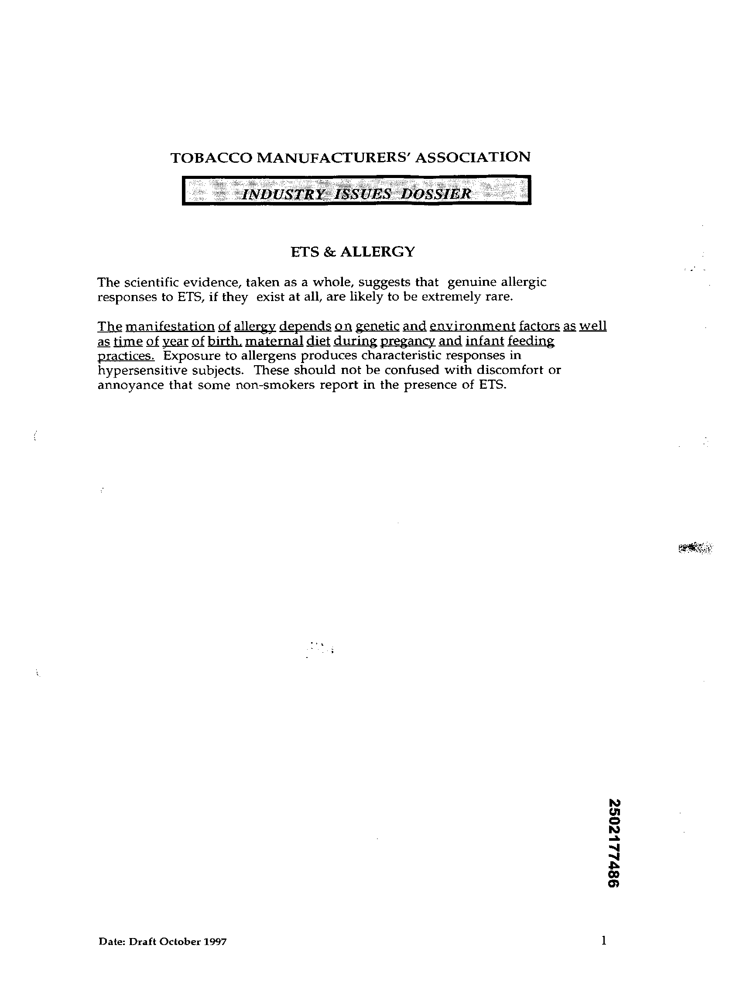 TOBACCO MANUFACTURERS' ASSOCIATION
INDUSTRY ISSUES DOSSIER
ETS & ALLERGY
The scientific evidence, taken as a whole, suggests that genuine allergic
responses to ETS, if they exist at all, are likely to be extremely rare.
The manifestation of allergy depends on genetic and environment factors as well
as time of year of birth, maternal diet during pregancy and infant feeding
practices. Exposure to allergens produces characteristic responses in
hypersensitive subjects. These should not be confused with discomfort or
annoyance that some non-smokers report in the presence of ETS.
2502177486
Date: Draft October 1997
1